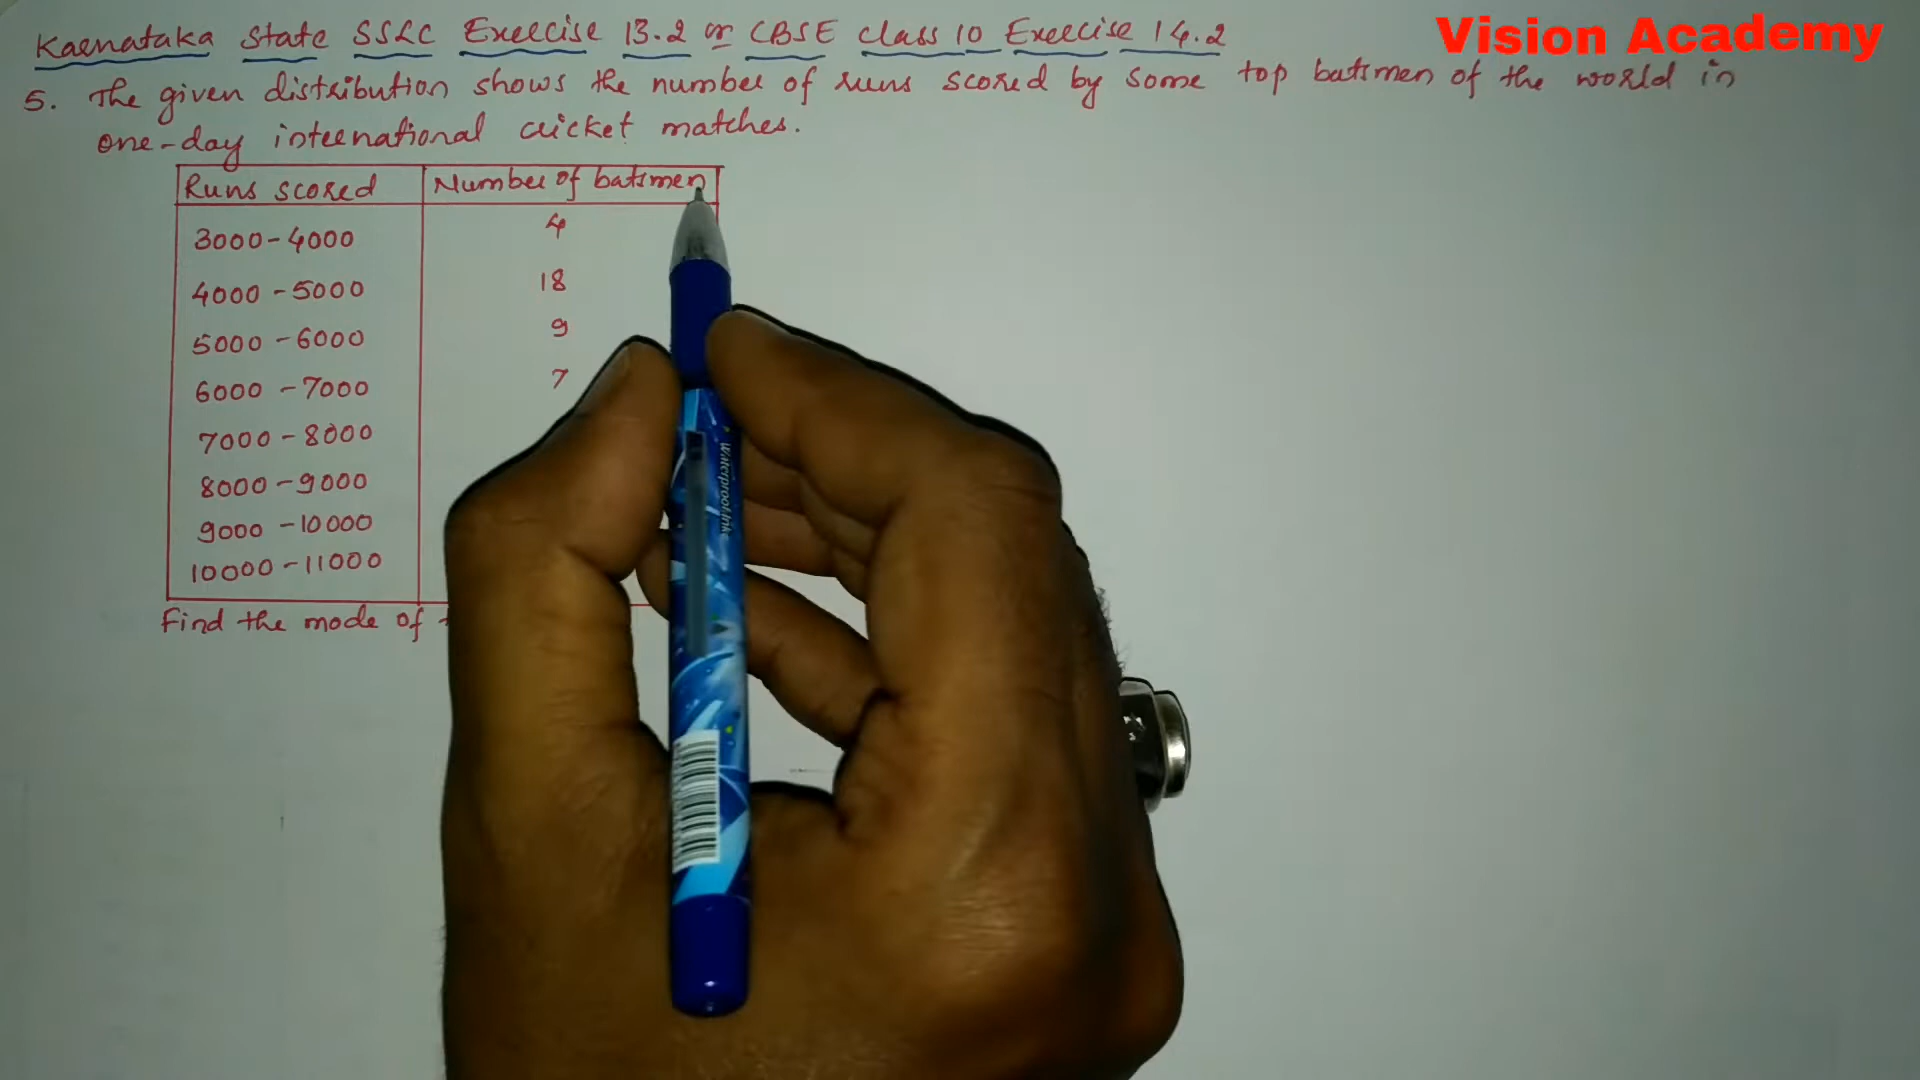 Karnataka State SSLC Exercise 13.2 or CBSE class 10 Exercise 14.2
Vision Academy
5. The given distribution shows the number of runs scored by some top batsmen of the world in
one-day international cricket matches.
Runs scored Number of batsmen
3000-4000 4
4000-5000 18
5000-6000 9
6000-7000 7
7000-8000
8000-9000
9000-10000
10000-11000
Find the mode of
Waterproof Ink